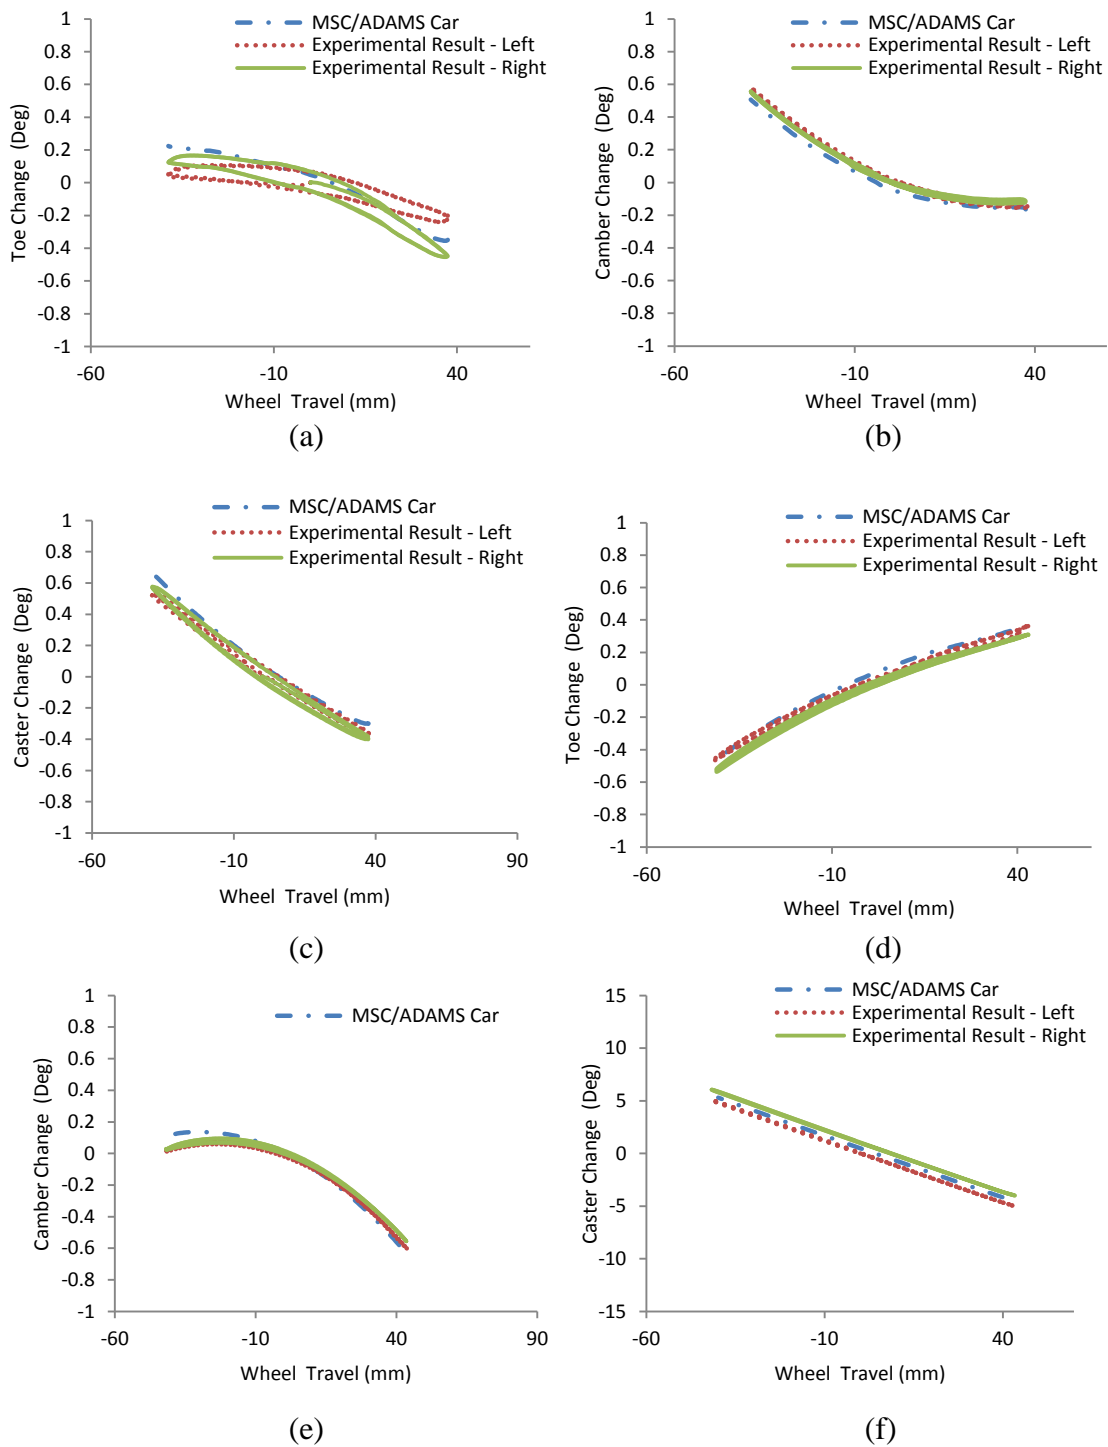 MSC/ADAMS Car
Experimental Result - Left
Experimental Result - Right
1
0.8
0.6
0.4
0.2
0
-0.2
-0.4
-0.6
-0.8
-1
-60
-10
40
Toe Change (Deg)
Wheel Travel (mm)
(a)
MSC/ADAMS Car
Experimental Result - Left
Experimental Result - Right
1
0.8
0.6
0.4
0.2
0
-0.2
-0.4
-0.6
-0.8
-1
-60
-10
40
Camber Change (Deg)
Wheel Travel (mm)
(b)
MSC/ADAMS Car
Experimental Result - Left
Experimental Result - Right
1
0.8
0.6
0.4
0.2
0
-0.2
-0.4
-0.6
-0.8
-1
-60
-10
40
90
Caster Change (Deg)
Wheel Travel (mm)
(c)
MSC/ADAMS Car
Experimental Result - Left
Experimental Result - Right
1
0.8
0.6
0.4
0.2
0
-0.2
-0.4
-0.6
-0.8
-1
-60
-10
40
Toe Change (Deg)
Wheel Travel (mm)
(d)
MSC/ADAMS Car
1
0.8
0.6
0.4
0.2
0
-0.2
-0.4
-0.6
-0.8
-1
-60
-10
40
90
Camber Change (Deg)
Wheel Travel (mm)
(e)
MSC/ADAMS Car
Experimental Result - Left
Experimental Result - Right
15
10
5
0
-5
-10
-15
-60
-10
40
Caster Change (Deg)
Wheel Travel (mm)
(f)